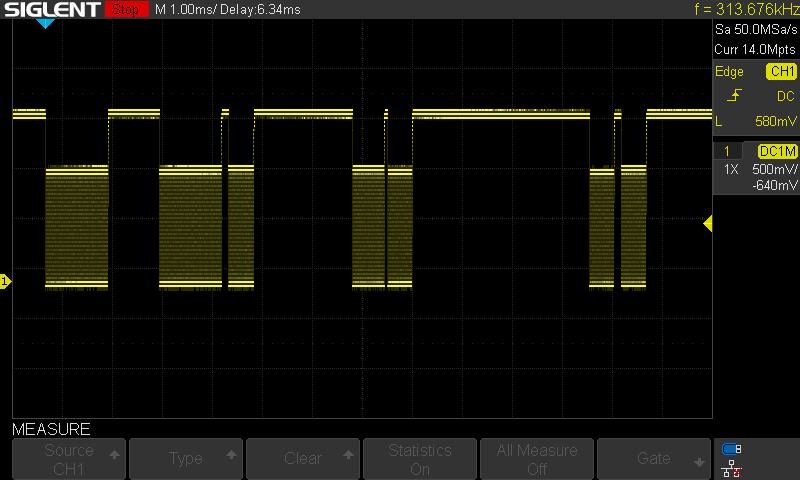 SIGLENT Stop M 1.00ms/ Delay:6.34ms f = 313.676kHz
Sa 50.0MSa/s
Curr 14.0Mpts
Edge CH1
DC
L 580mV
1 DC1M
1X 500mV/
-640mV
1
MEASURE
Source
CH1
Type
Clear
Statistics
On
All Measure
Off
Gate